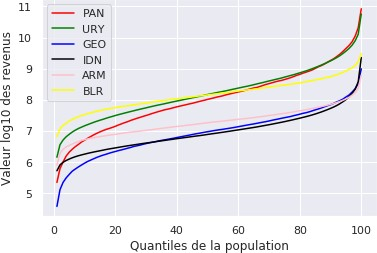 11
10
9
8
7
6
5
Valeur log10 des revenus
PAN
URY
GEO
IDN
ARM
BLR
0 20 40 60 80 100
Quantiles de la population